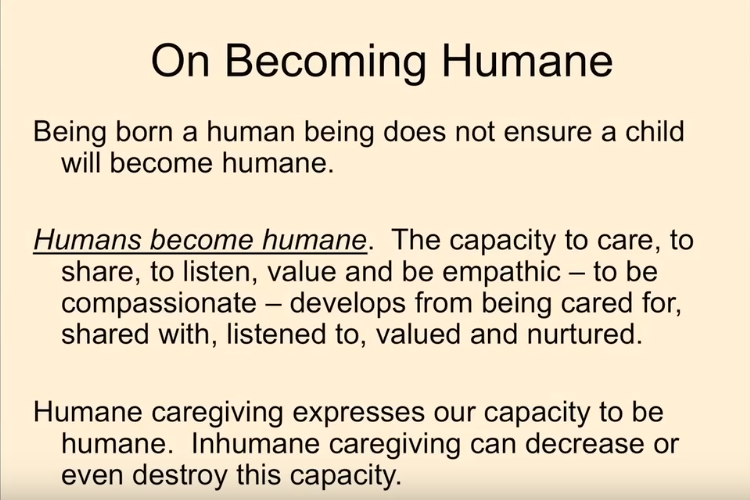 On Becoming Humane
Being born a human being does not ensure a child
will become humane.
Humans become humane.  The capacity to care, to
share, to listen, value and be empathic – to be
compassionate – develops from being cared for,
shared with, listened to, valued and nurtured.
Humane caregiving expresses our capacity to be
humane.  Inhumane caregiving can decrease or
even destroy this capacity.